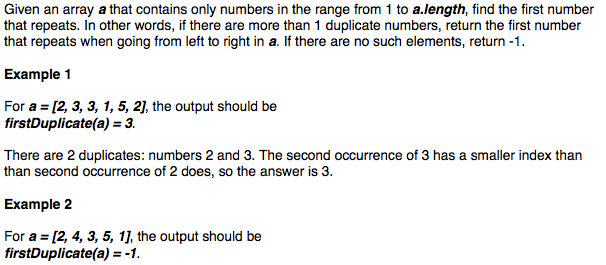 Given an array a that contains only numbers in the range from 1 to a.length, find the first number
that repeats. In other words, if there are more than 1 duplicate numbers, return the first number
that repeats when going from left to right in a. If there are no such elements, return -1.
Example 1
For a = [2, 3, 3, 1, 5, 2], the output should be
firstDuplicate(a) = 3.
There are 2 duplicates: numbers 2 and 3. The second occurrence of 3 has a smaller index than
than second occurrence of 2 does, so the answer is 3.
Example 2
For a = [2, 4, 3, 5, 1], the output should be
firstDuplicate(a) = -1.